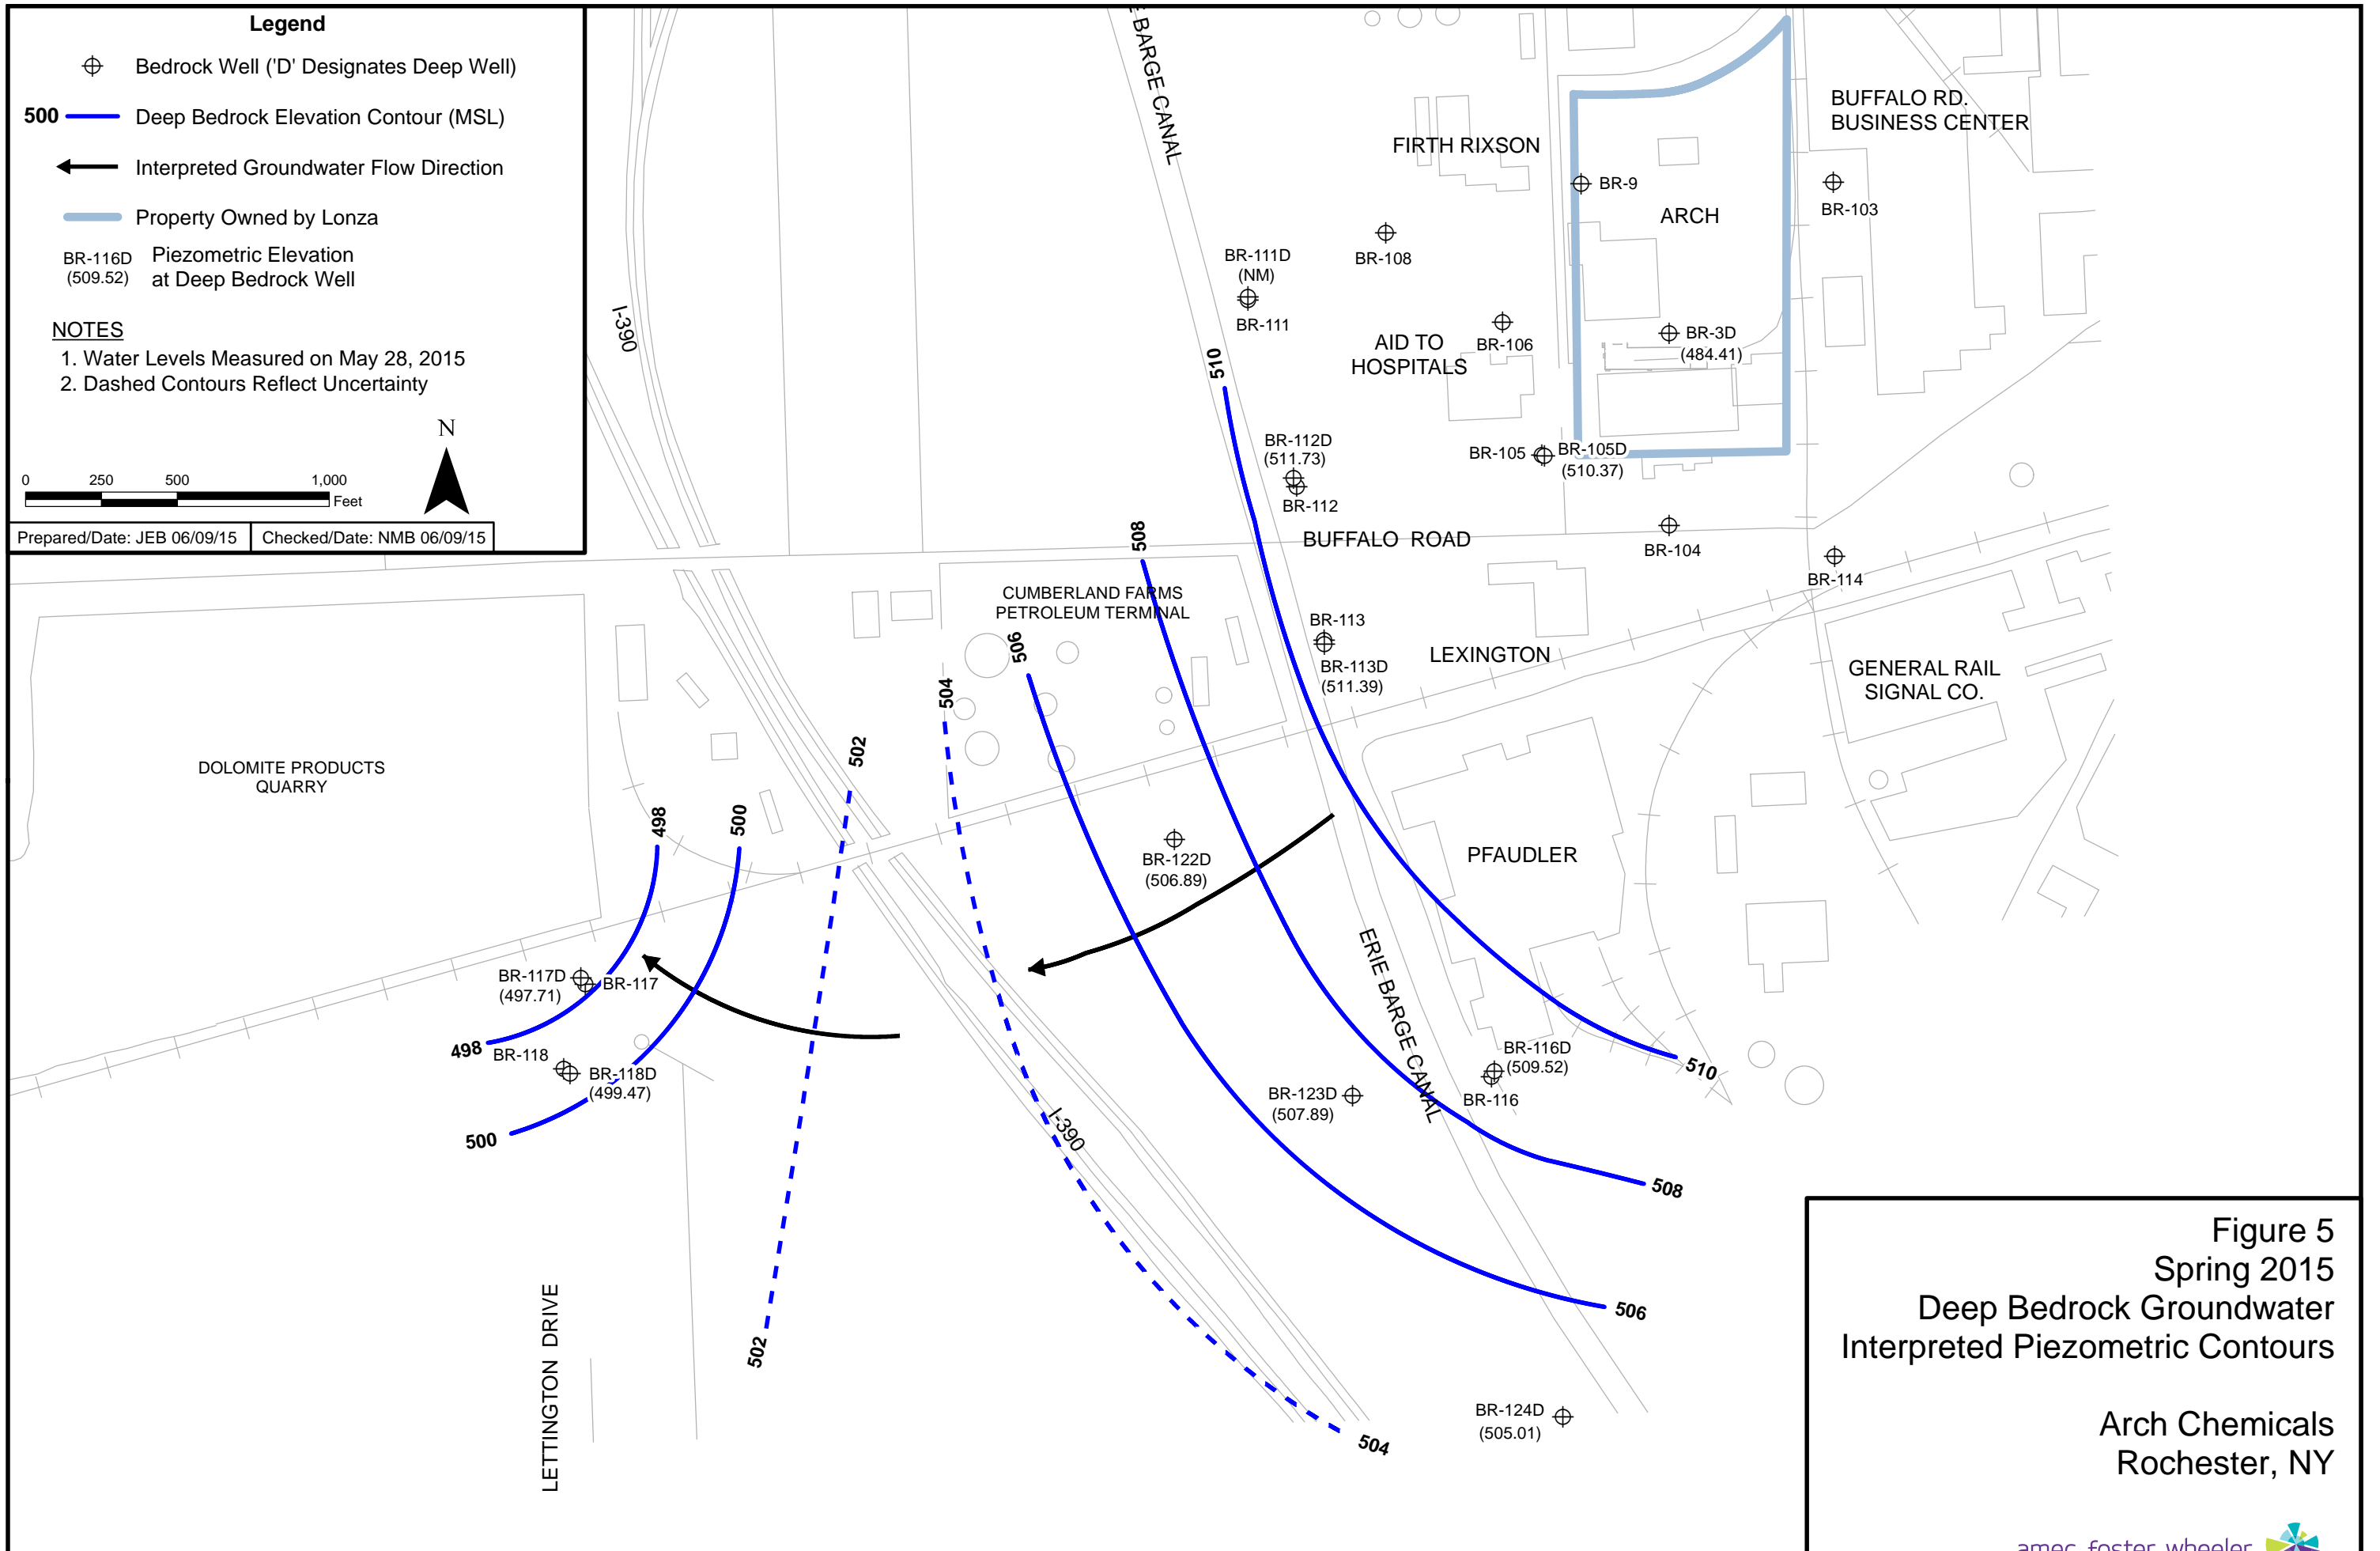 Legend
Bedrock Well ('D' Designates Deep Well)
500 Deep Bedrock Elevation Contour (MSL)
Interpreted Groundwater Flow Direction
Property Owned by Lonza
BR-116D
(509.52)
Piezometric Elevation
at Deep Bedrock Well
NOTES
1. Water Levels Measured on May 28, 2015
2. Dashed Contours Reflect Uncertainty
N
0 250 500 1,000
Feet
Prepared/Date: JEB 06/09/15
Checked/Date: NMB 06/09/15
I-390
BARGE CANAL
FIRTH RIXSON
BUFFALO RD.
BUSINESS CENTER
BR-9
ARCH
BR-103
BR-108
BR-111D
(NM)
BR-111
AID TO
HOSPITALS
BR-106
BR-3D
(484.41)
510
BR-112D
(511.73)
BR-112
BR-105
BR-105D
(510.37)
BUFFALO ROAD
BR-104
BR-114
508
CUMBERLAND FARMS
PETROLEUM TERMINAL
506
BR-113
BR-113D
(511.39)
LEXINGTON
GENERAL RAIL
SIGNAL CO.
504
502
DOLOMITE PRODUCTS
QUARRY
498
500
BR-122D
(506.89)
PFAUDLER
BR-117D
(497.71)
BR-117
498
BR-118
BR-118D
(499.47)
500
ERIE BARGE CANAL
BR-116D
(509.52)
BR-116
510
BR-123D
(507.89)
I-390
508
506
502
504
BR-124D
(505.01)
LETTINGTON DRIVE
Figure 5
Spring 2015
Deep Bedrock Groundwater
Interpreted Piezometric Contours
Arch Chemicals
Rochester, NY
amec foster wheeler